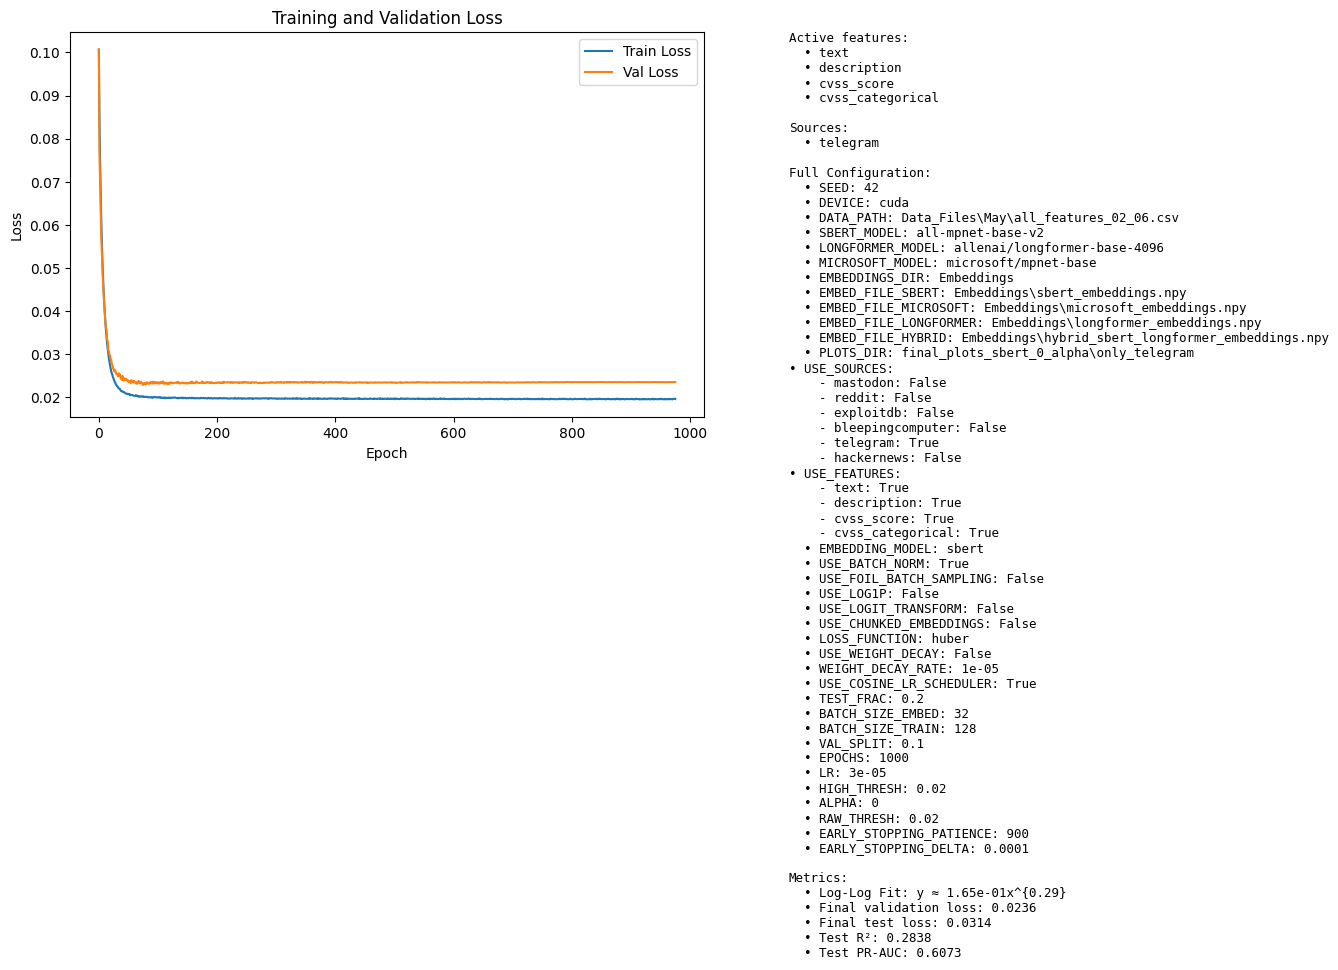 Training and Validation Loss
Train Loss
Val Loss
0.10
0.09
0.08
0.07
0.06
0.05
0.04
0.03
0.02
Loss
0
200
400
600
800
1000
Epoch
Active features:
• text
• description
• cvss_score
• cvss_categorical
Sources:
• telegram
Full Configuration:
• SEED: 42
• DEVICE: cuda
• DATA_PATH: Data_Files\May\all_features_02_06.csv
• SBERT_MODEL: all-mpnet-base-v2
• LONGFORMER_MODEL: allenai/longformer-base-4096
• MICROSOFT_MODEL: microsoft/mpnet-base
• EMBEDDINGS_DIR: Embeddings
• EMBED_FILE_SBERT: Embeddings\sbert_embeddings.npy
• EMBED_FILE_MICROSOFT: Embeddings\microsoft_embeddings.npy
• EMBED_FILE_LONGFORMER: Embeddings\longformer_embeddings.npy
• EMBED_FILE_HYBRID: Embeddings\hybrid_sbert_longformer_embeddings.npy
• PLOTS_DIR: final_plots_sbert_0_alpha\only_telegram
• USE_SOURCES:
- mastodon: False
- reddit: False
- exploitdb: False
- bleepingcomputer: False
- telegram: True
- hackernews: False
• USE_FEATURES:
- text: True
- description: True
- cvss_score: True
- cvss_categorical: True
• EMBEDDING_MODEL: sbert
• USE_BATCH_NORM: True
• USE_FOIL_BATCH_SAMPLING: False
• USE_LOG1P: False
• USE_LOGIT_TRANSFORM: False
• USE_CHUNKED_EMBEDDINGS: False
• LOSS_FUNCTION: huber
• USE_WEIGHT_DECAY: False
• WEIGHT_DECAY_RATE: 1e-05
• USE_COSINE_LR_SCHEDULER: True
• TEST_FRAC: 0.2
• BATCH_SIZE_EMBED: 32
• BATCH_SIZE_TRAIN: 128
• VAL_SPLIT: 0.1
• EPOCHS: 1000
• LR: 3e-05
• HIGH_THRESH: 0.02
• ALPHA: 0
• RAW_THRESH: 0.02
• EARLY_STOPPING_PATIENCE: 900
• EARLY_STOPPING_DELTA: 0.0001
Metrics:
• Log-Log Fit: y ≈ 1.65e-01x^{0.29}
• Final validation loss: 0.0236
• Final test loss: 0.0314
• Test R²: 0.2838
• Test PR-AUC: 0.6073